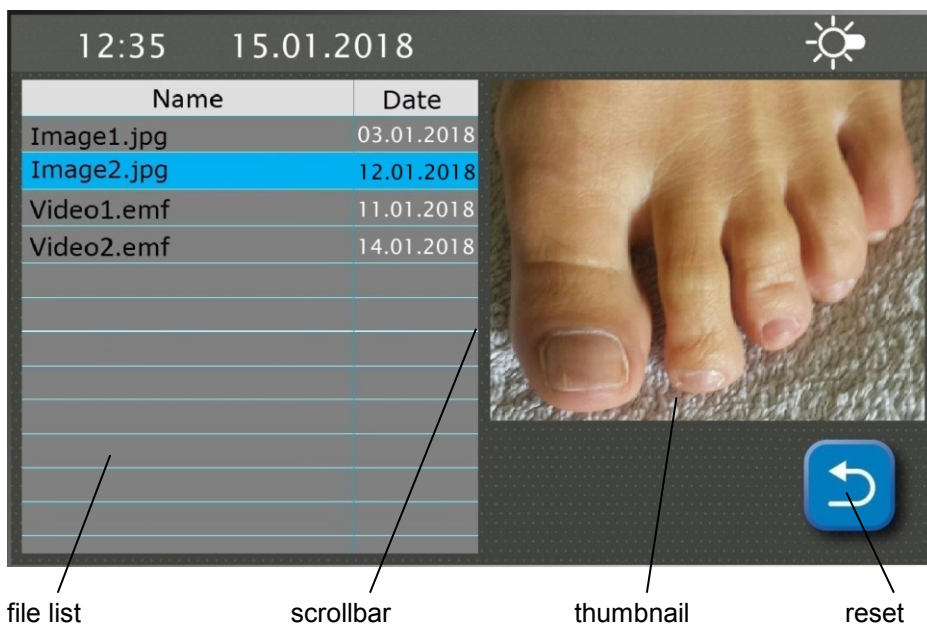 12:35 15.01.2018
Name Date
Image1.jpg 03.01.2018
Image2.jpg 12.01.2018
Video1.emf 11.01.2018
Video2.emf 14.01.2018
file list scrollbar thumbnail reset